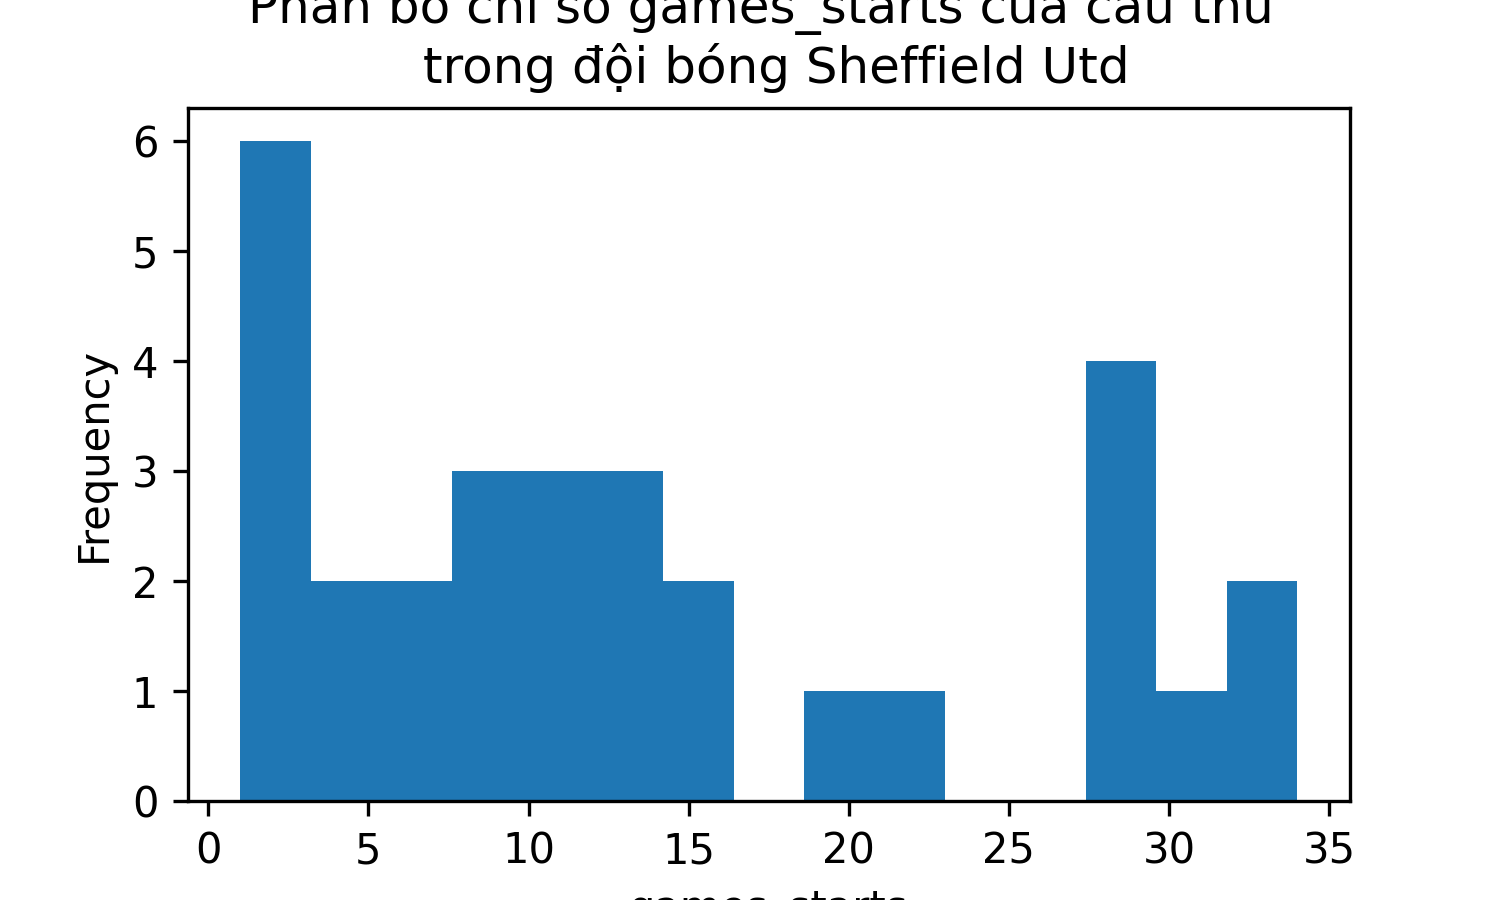 Phân bố chỉ số games_starts của cầu thủ
trong đội bóng Sheffield Utd
6
5
4
3
2
1
0
Frequency
0 5 10 15 20 25 30 35
games_starts